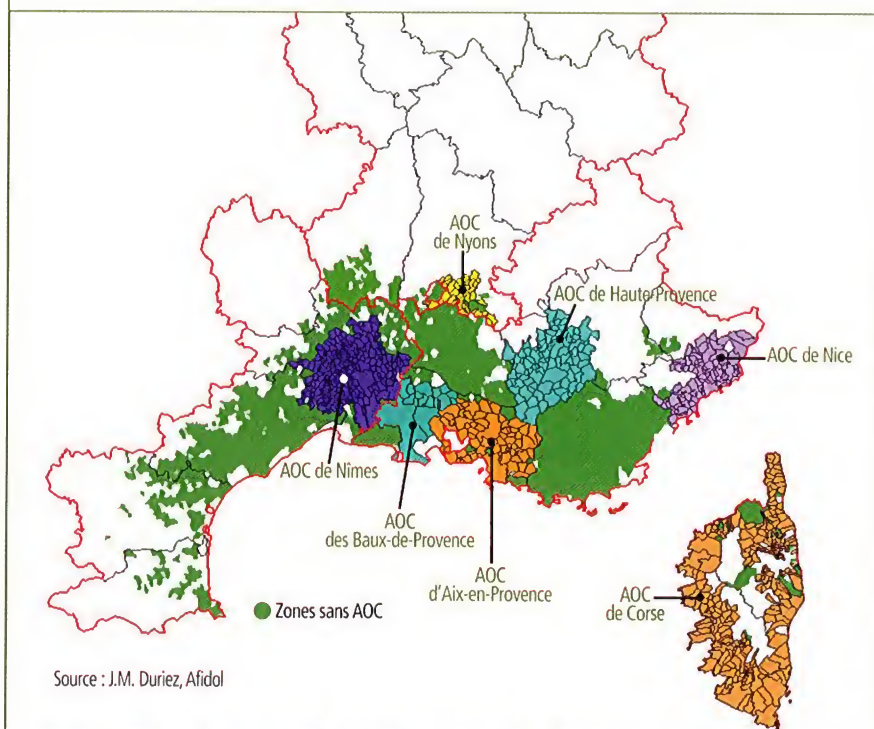 AOC
de Nyons
AOC de Haute-Provence
AOC de Nice
AOC de Nîmes
AOC
des Baux-de-Provence
AOC
d'Aix-en-Provence
AOC
de Corse
Zones sans AOC
Source : J.M. Duriez, Afidol